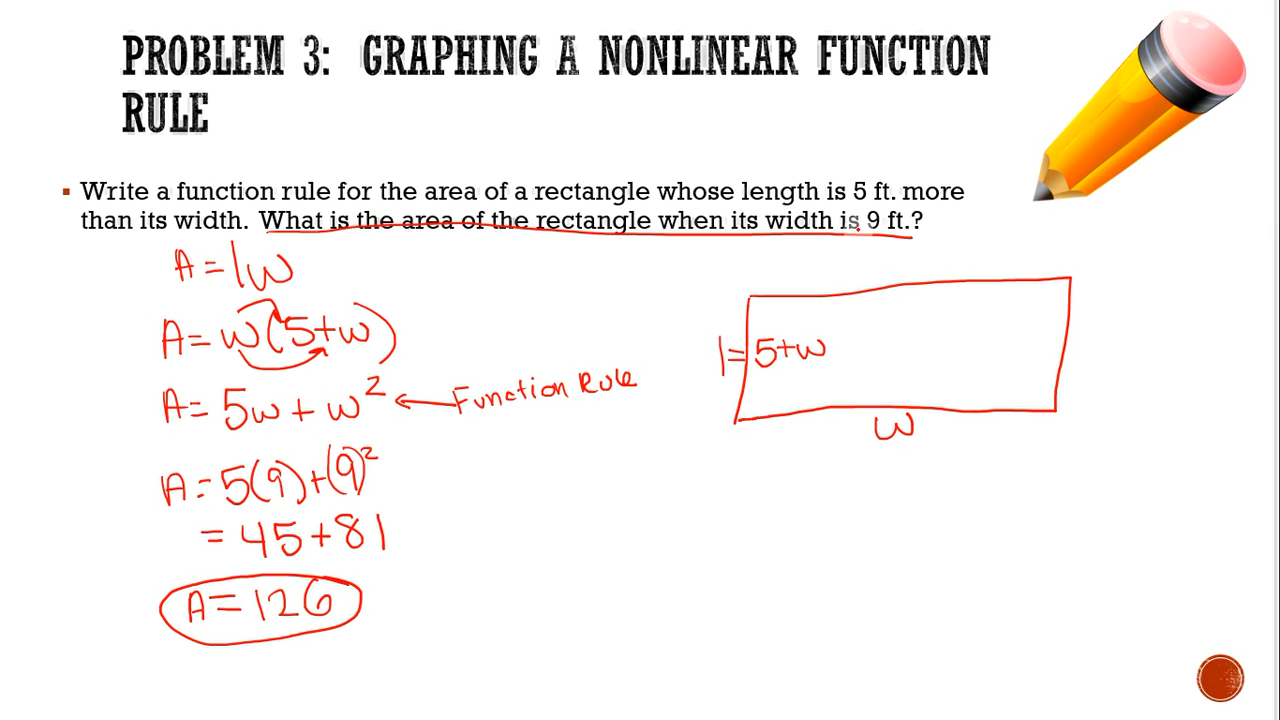 PROBLEM 3: GRAPHING A NONLINEAR FUNCTION
RULE
▪ Write a function rule for the area of a rectangle whose length is 5 ft. more
than its width. What is the area of the rectangle when its width is 9 ft.?
A = lw
A = w(5+w)
A = 5w + w² ← Function Rule
A = 5(9)+(9)²
= 45+81
A = 126
l = 5+w
w